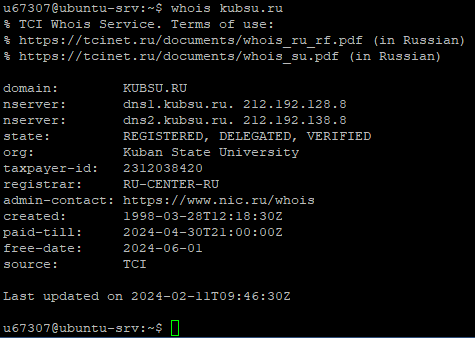 u67307@ubuntu-srv:~$ whois kubsu.ru
% TCI Whois Service. Terms of use:
% https://tcinet.ru/documents/whois_ru_rf.pdf (in Russian)
% https://tcinet.ru/documents/whois_su.pdf (in Russian)

domain:        KUBSU.RU
nserver:       dns1.kubsu.ru. 212.192.128.8
nserver:       dns2.kubsu.ru. 212.192.138.8
state:         REGISTERED, DELEGATED, VERIFIED
org:           Kuban State University
taxpayer-id:   2312038420
registrar:     RU-CENTER-RU
admin-contact: https://www.nic.ru/whois
created:       1998-03-28T12:18:30Z
paid-till:     2024-04-30T21:00:00Z
free-date:     2024-06-01
source:        TCI

Last updated on 2024-02-11T09:46:30Z

u67307@ubuntu-srv:~$